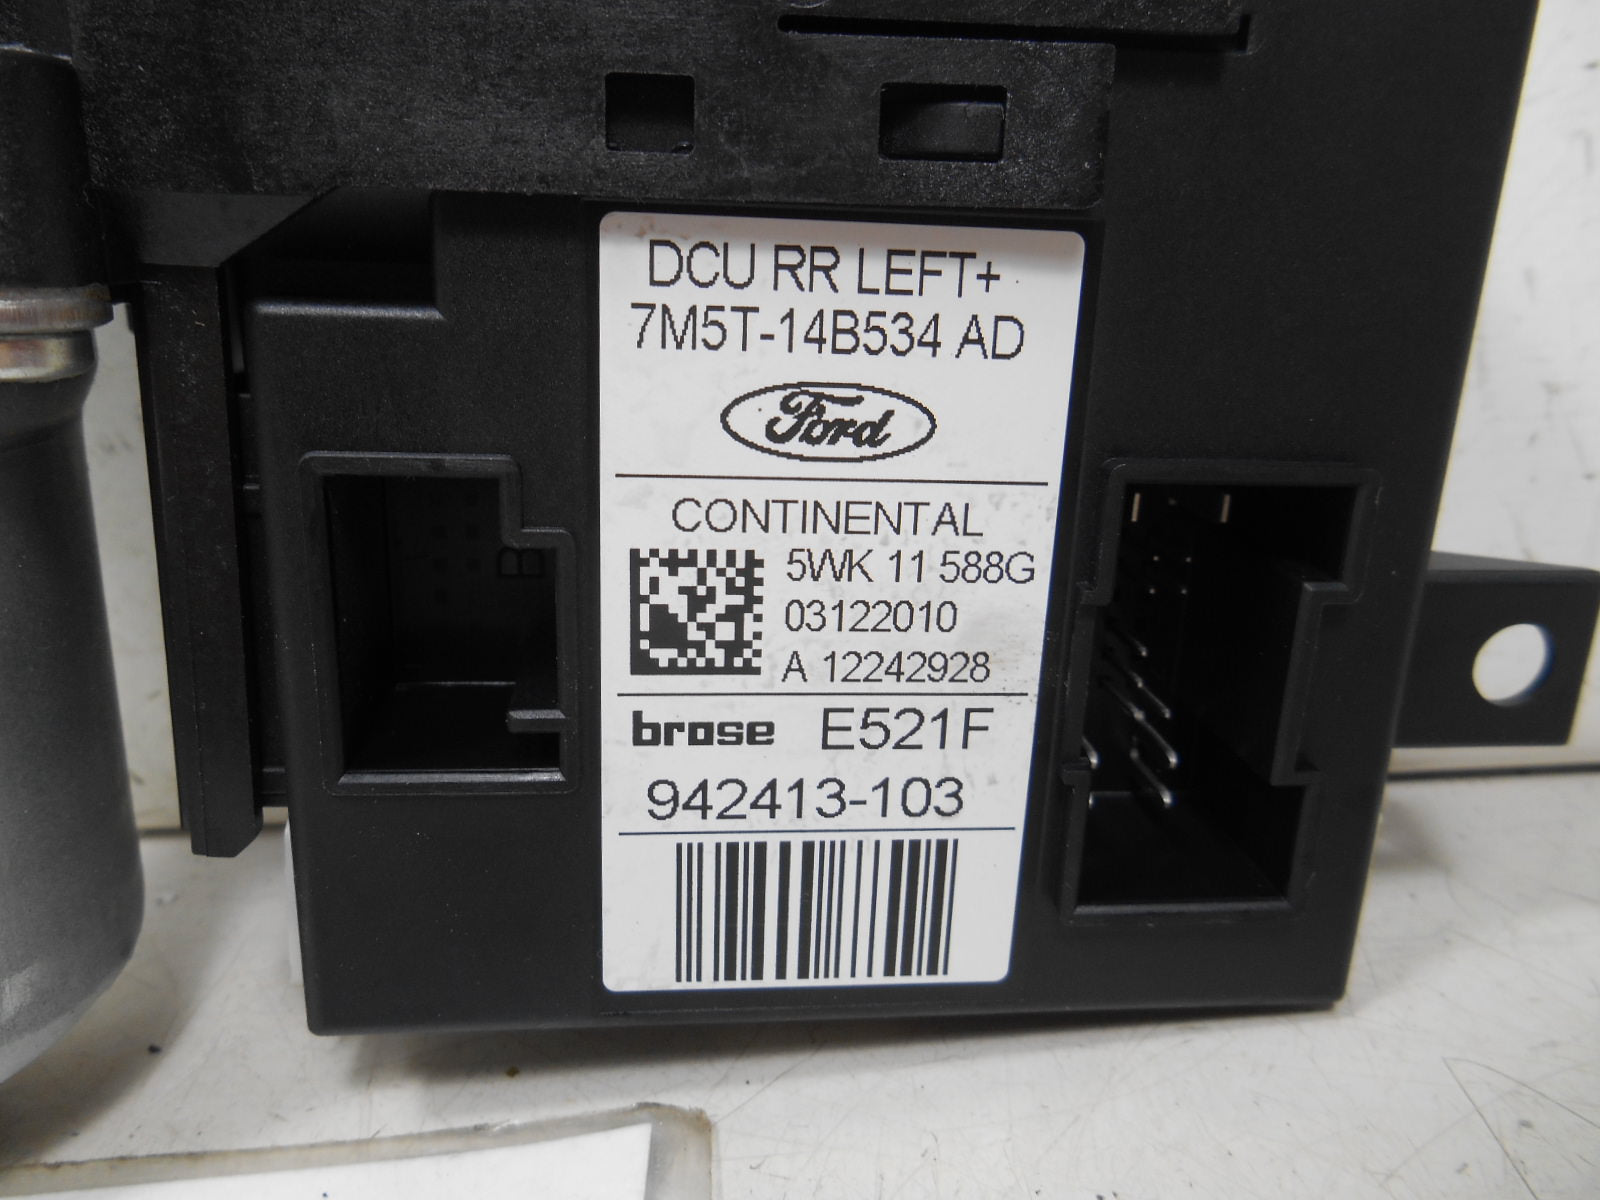 DCU RR LEFT+
7M5T-14B534 AD
Ford
CONTINENTAL
5WK 11 588G
03122010
A 12242928
brose E521F
942413-103
B